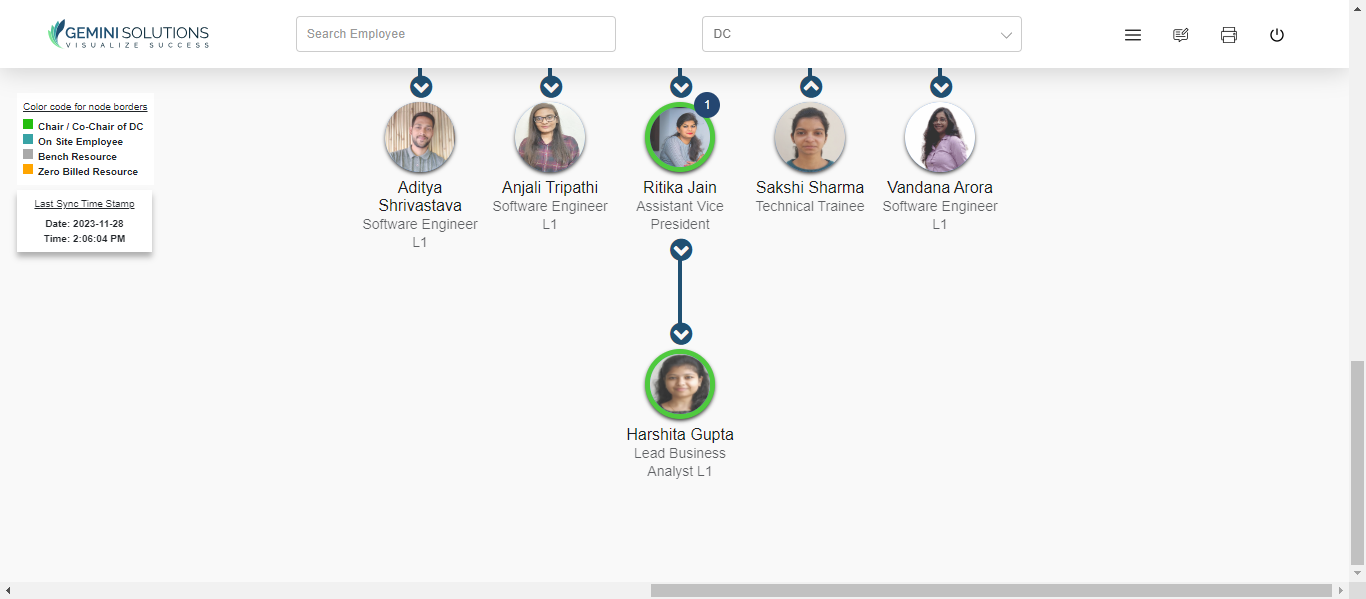 GEMINI SOLUTIONS
VISUALIZE SUCCESS
Search Employee
DC
Color code for node borders
Chair / Co-Chair of DC
On Site Employee
Bench Resource
Zero Billed Resource
Last Sync Time Stamp
Date: 2023-11-28
Time: 2:06:04 PM
Aditya
Shrivastava
Software Engineer
L1
Anjali Tripathi
Software Engineer
L1
1
Ritika Jain
Assistant Vice
President
Sakshi Sharma
Technical Trainee
Vandana Arora
Software Engineer
L1
Harshita Gupta
Lead Business
Analyst L1